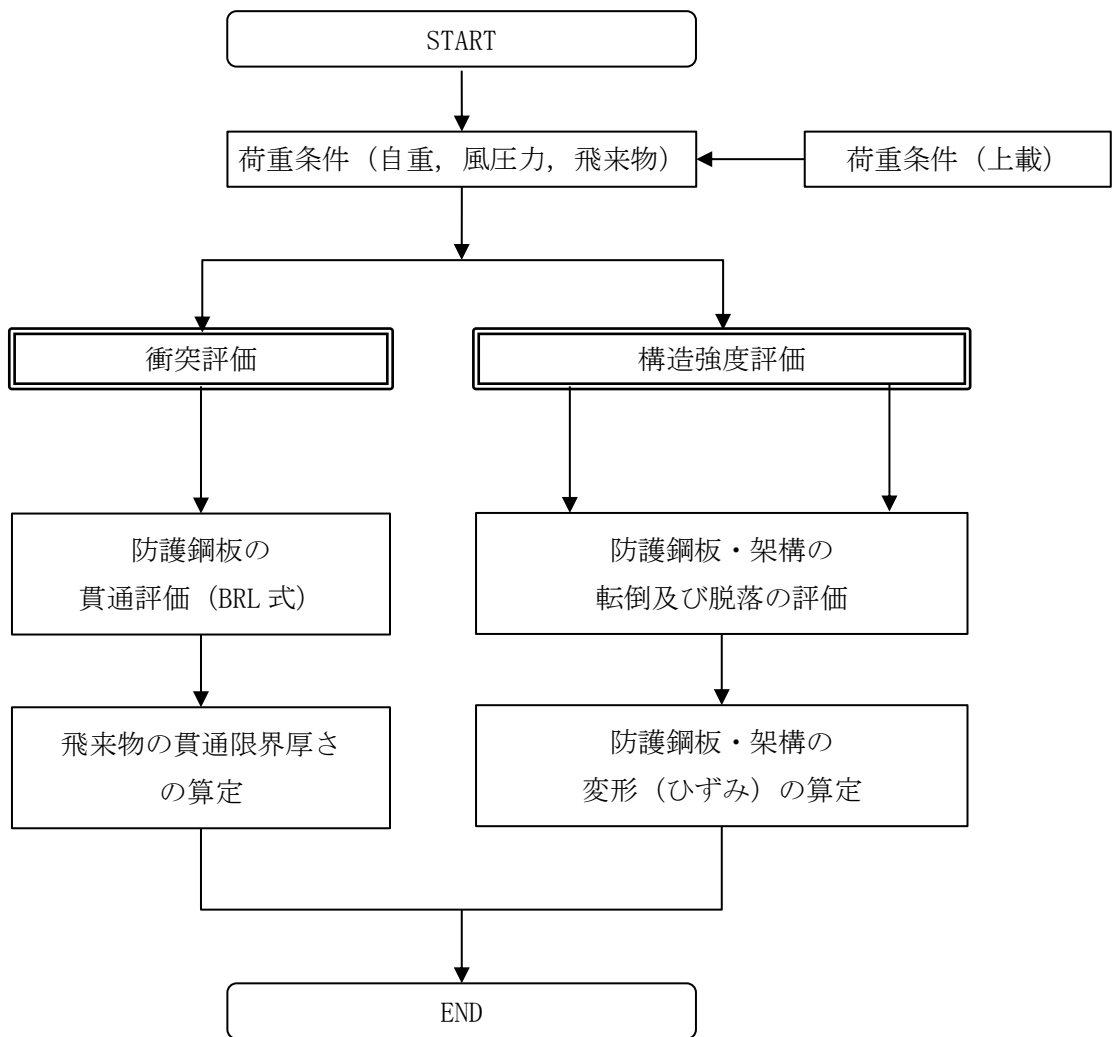 START
荷重条件（自重，風圧力，飛来物）
荷重条件（上載）
衝突評価
構造強度評価
防護鋼板の
貫通評価（BRL 式）
防護鋼板・架構の
転倒及び脱落の評価
飛来物の貫通限界厚さ
の算定
防護鋼板・架構の
変形（ひずみ）の算定
END